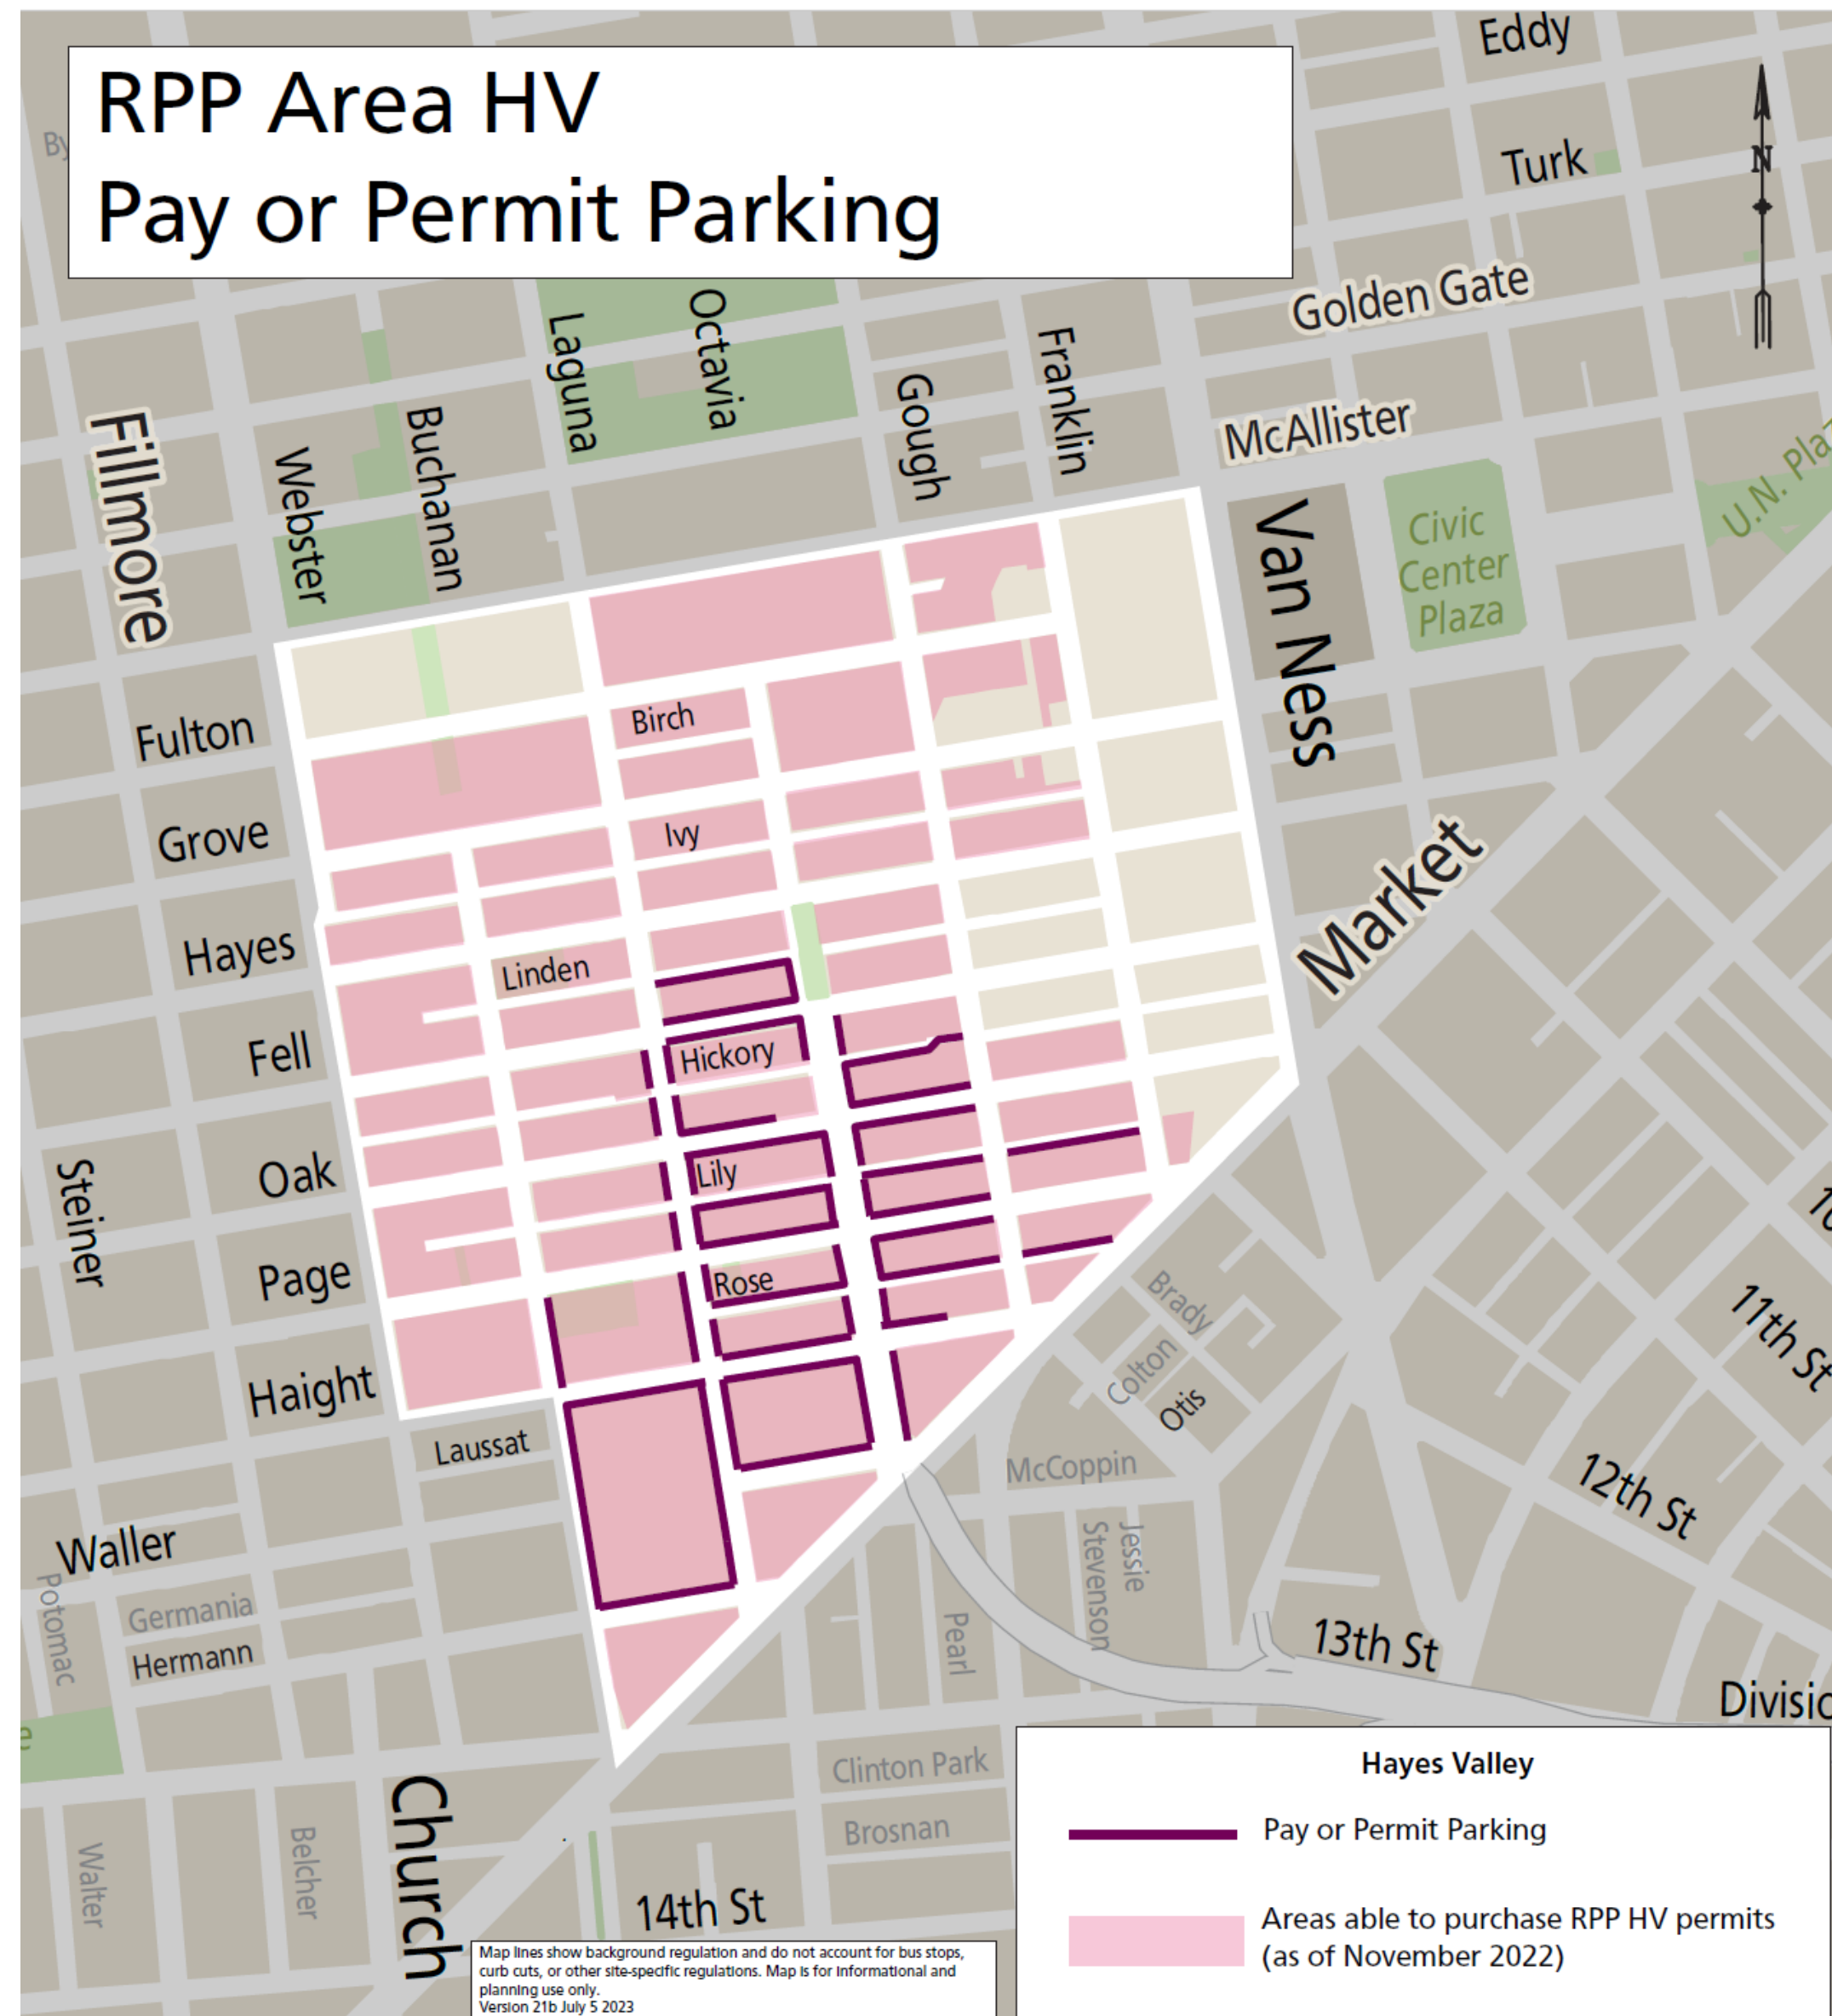 RPP Area HV
Pay or Permit Parking
Eddy
Turk
By
N
Golden Gate
Octavia
Laguna
Franklin
Gough
McAllister
Fillmore
Buchanan
Webster
U.N. Plaz
Van Ness
Civic
Center
Plaza
Fulton
Birch
Grove
Ivy
Market
Hayes
Linden
Fell
Hickory
Oak
Lily
Steiner
Page
Rose
Brady
11th St
Haight
Colton
Otis
Laussat
McCoppin
12th St
Waller
Jessie
Stevenson
Potomac
Germania
Hermann
Pearl
13th St
Divisio
e
Hayes Valley
Clinton Park
Church
Pay or Permit Parking
Brosnan
Belcher
Walter
14th St
Areas able to purchase RPP HV permits
(as of November 2022)
Map lines show background regulation and do not account for bus stops,
curb cuts, or other site-specific regulations. Map is for informational and
planning use only.
Version 21b July 5 2023